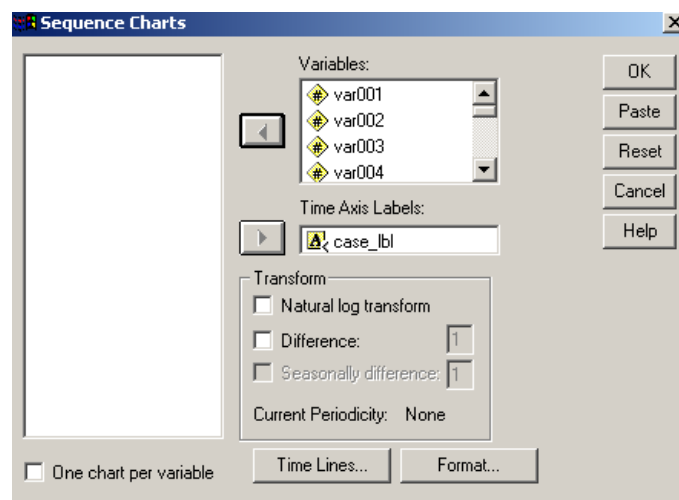 Sequence Charts
Variables:
var001
var002
var003
var004
Time Axis Labels:
case_lbl
Transform
Natural log transform
Difference: 1
Seasonally difference: 1
Current Periodicity: None
One chart per variable
Time Lines...
Format...
OK
Paste
Reset
Cancel
Help